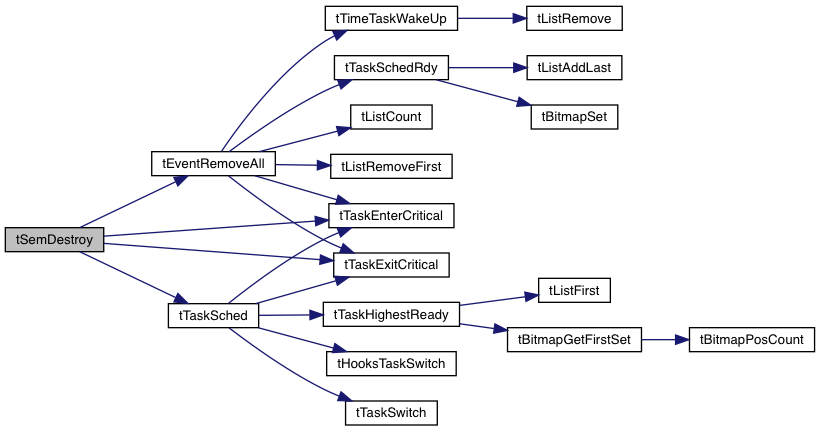 tTimeTaskWakeUp
tListRemove
tTaskSchedRdy
tListAddLast
tListCount
tBitmapSet
tEventRemoveAll
tListRemoveFirst
tTaskEnterCritical
tSemDestroy
tTaskExitCritical
tListFirst
tTaskSched
tTaskHighestReady
tBitmapGetFirstSet
tBitmapPosCount
tHooksTaskSwitch
tTaskSwitch